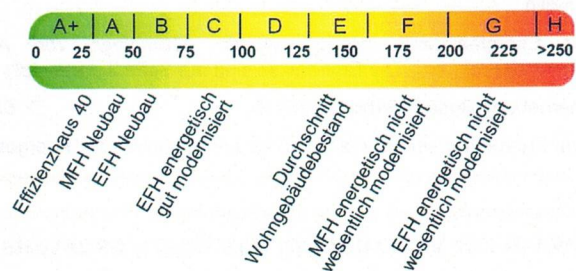 A+ A B C D E F G H
0 25 50 75 100 125 150 175 200 225 >250
Effizienzhaus 40
MFH Neubau
EFH Neubau
EFH energetisch
gut modernisiert
Durchschnitt
Wohngebäudebestand
MFH energetisch nicht
wesentlich modernisiert
EFH energetisch nicht
wesentlich modernisiert